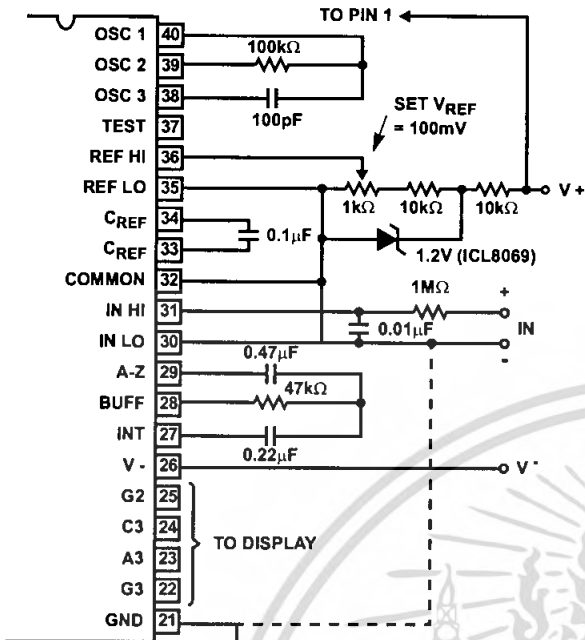 TO PIN 1
OSC 1 40
100kΩ
OSC 2 39
OSC 3 38
100pF
TEST 37
SET VREF
= 100mV
REF HI 36
REF LO 35
1kΩ 10kΩ 10kΩ
V +
CREF 34
0.1μF
CREF 33
1.2V (ICL8069)
COMMON 32
1MΩ
+
IN HI 31
0.01μF
IN
IN LO 30
-
0.47μF
A-Z 29
47kΩ
BUFF 28
INT 27
0.22μF
V - 26
V -
G2 25
C3 24
TO DISPLAY
A3 23
G3 22
GND 21